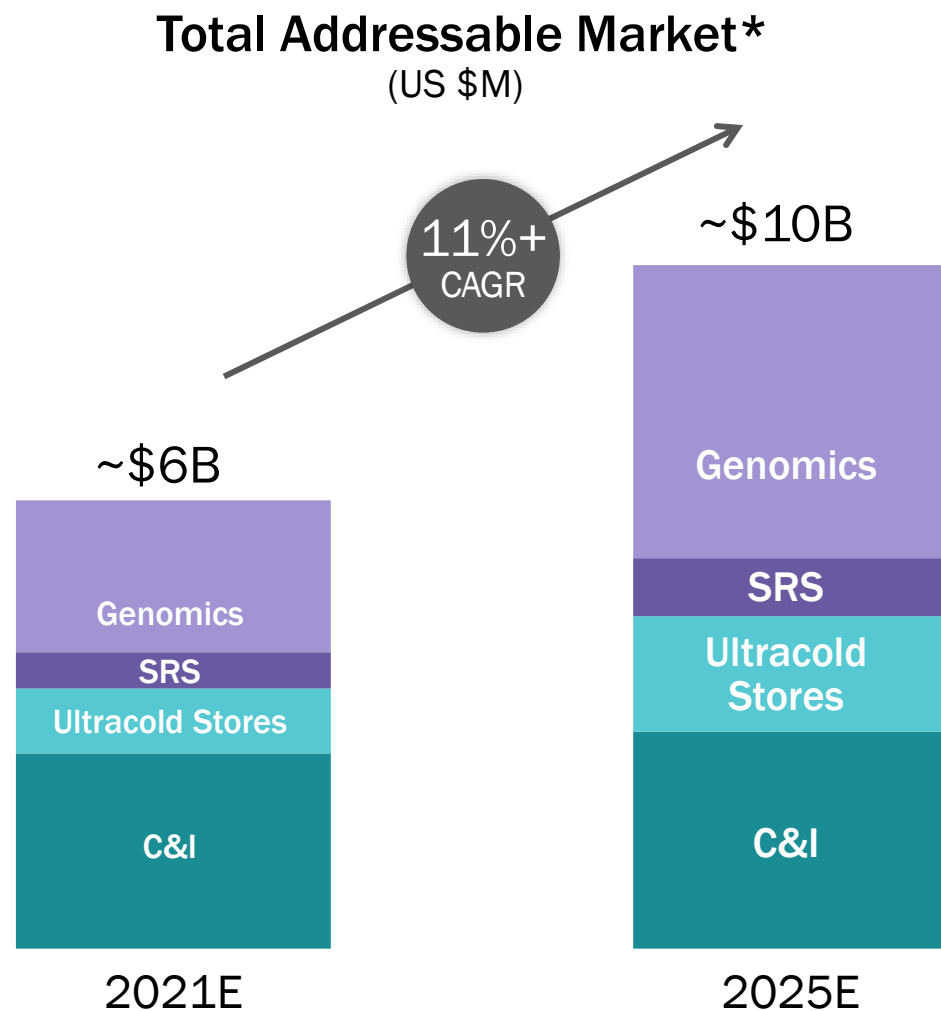 Total Addressable Market*
(US $M)
11%+
CAGR
~$10B
~$6B
Genomics
SRS
Ultracold Stores
C&I
Genomics
SRS
Ultracold
Stores
C&I
2021E
2025E